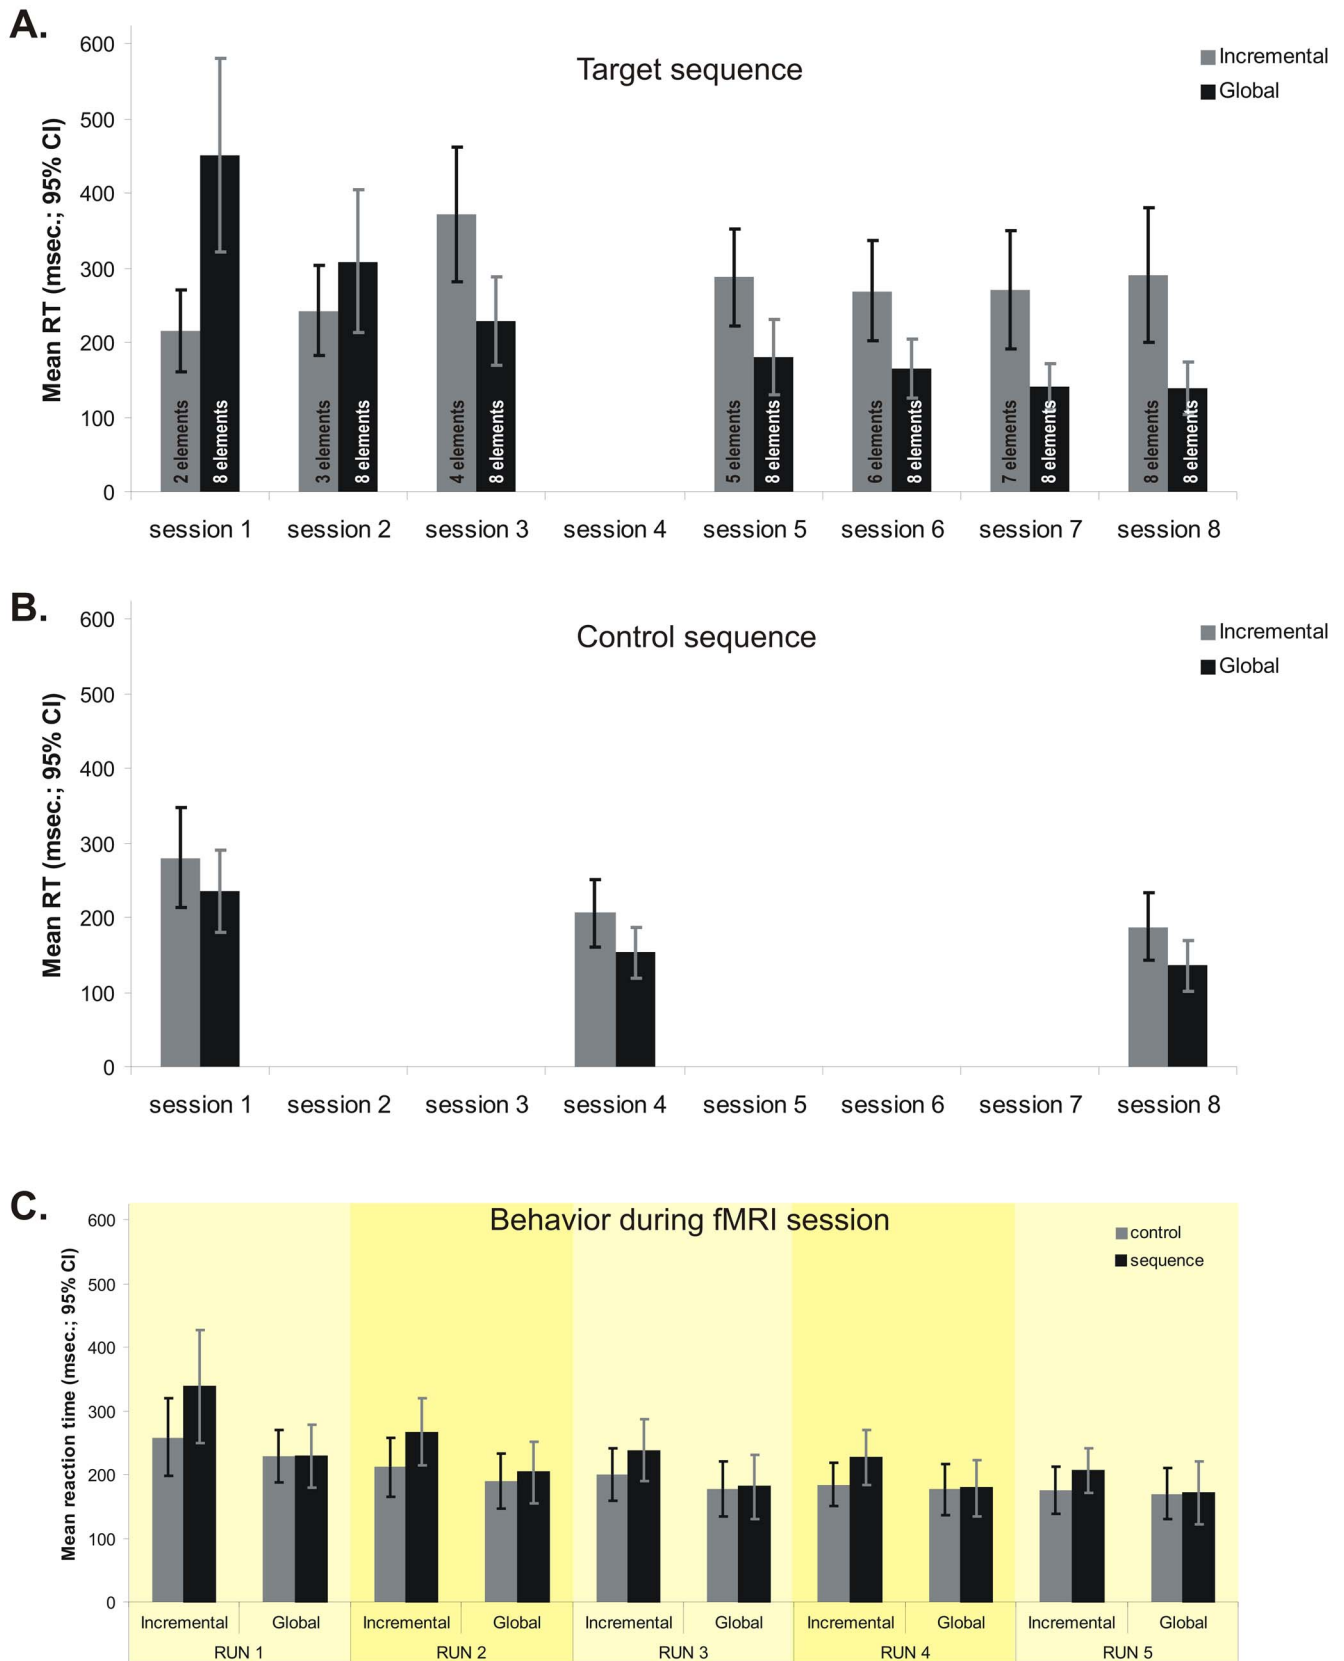 A.
Target sequence
Incremental
Global
Mean RT (msec.; 95% CI)
600
500
400
300
200
100
0
2 elements
8 elements
3 elements
8 elements
4 elements
8 elements
5 elements
8 elements
6 elements
8 elements
7 elements
8 elements
8 elements
8 elements
session 1 session 2 session 3 session 4 session 5 session 6 session 7 session 8
B.
Control sequence
Incremental
Global
Mean RT (msec.; 95% CI)
600
500
400
300
200
100
0
session 1 session 2 session 3 session 4 session 5 session 6 session 7 session 8
C.
Behavior during fMRI session
control
sequence
Mean reaction time (msec.; 95% CI)
600
500
400
300
200
100
0
Incremental Global Incremental Global Incremental Global Incremental Global Incremental Global
RUN 1 RUN 2 RUN 3 RUN 4 RUN 5